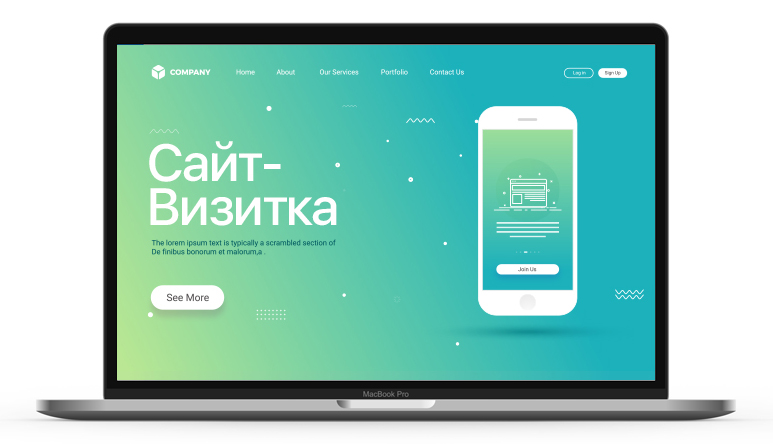 COMPANY Home About Our Services Portfolio Contact Us Log in Sign Up
Сайт-
Визитка
The lorem ipsum text is typically a scrambled section of
De finibus bonorum et malorum,a .
See More
Join Us
MacBook Pro